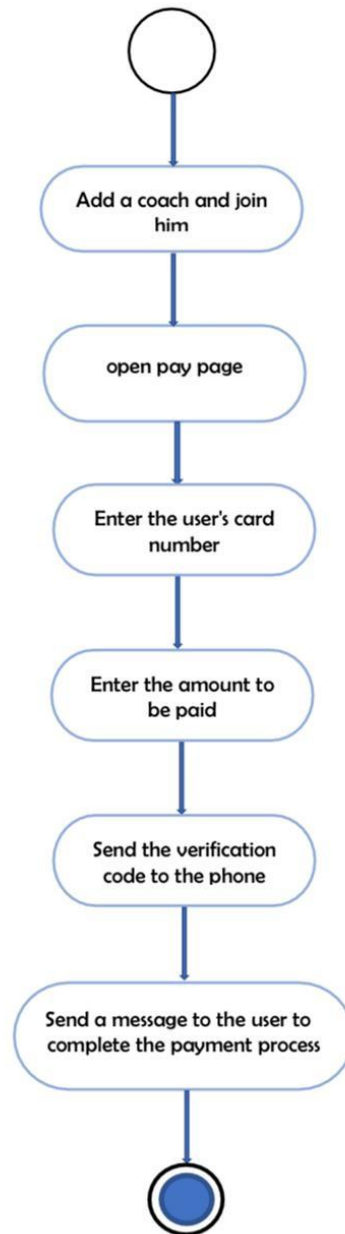 Add a coach and join
him
open pay page
Enter the user's card
number
Enter the amount to
be paid
Send the verification
code to the phone
Send a message to the user to
complete the payment process